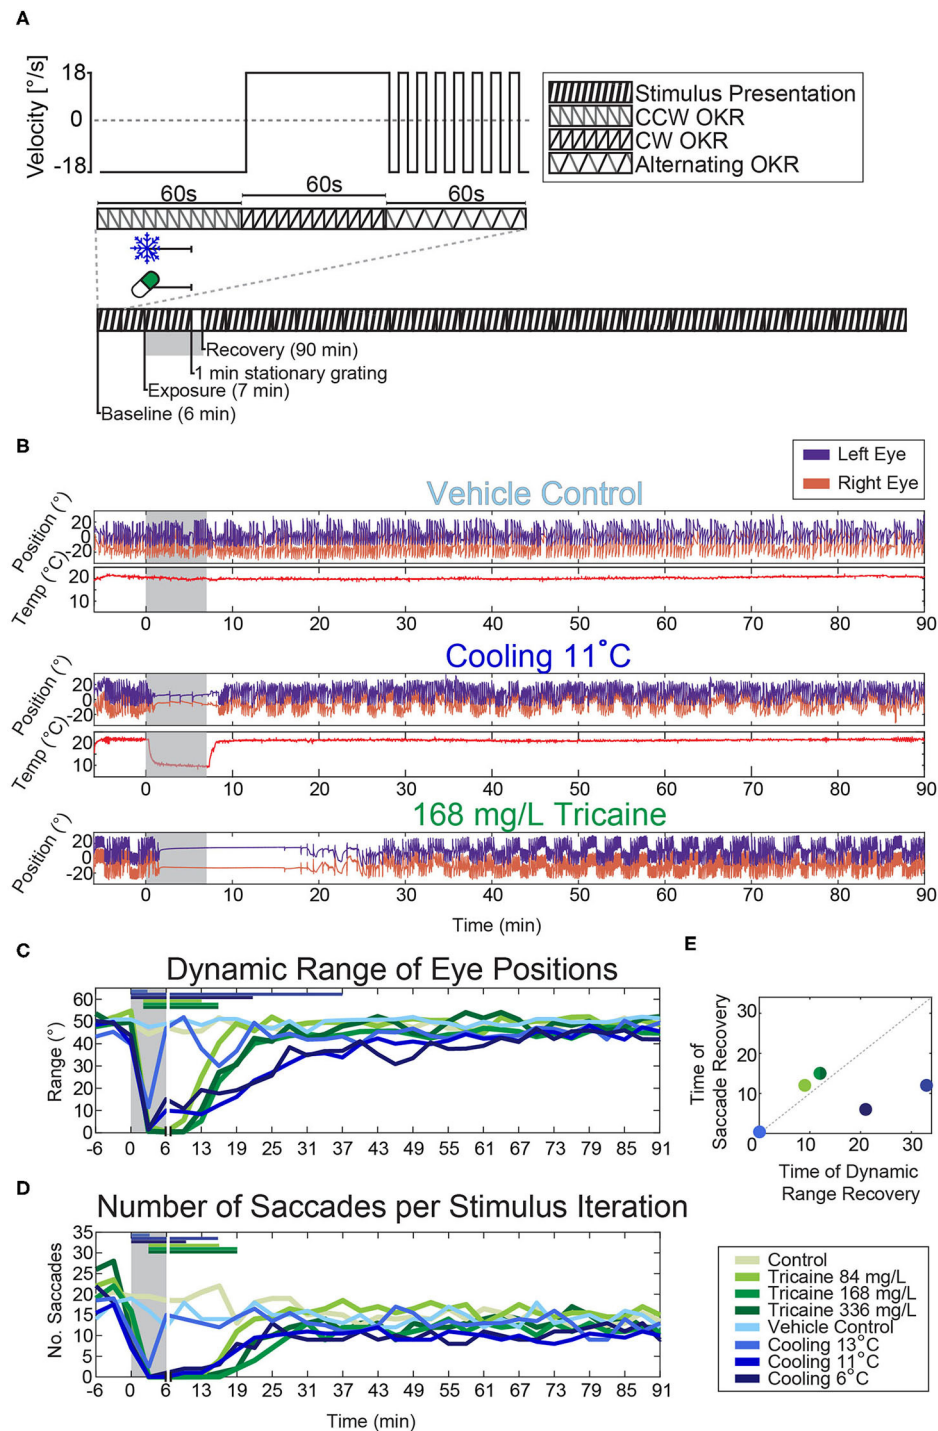 A
Velocity [°/s]
18
0
-18
Stimulus Presentation
CCW OKR
CW OKR
Alternating OKR
60s
60s
60s
Recovery (90 min)
1 min stationary grating
Exposure (7 min)
Baseline (6 min)
B
Left Eye
Right Eye
Vehicle Control
Position (°)
20
0
-20
Temp (°C)
20
10
0 10 20 30 40 50 60 70 80 90
Cooling 11°C
Position (°)
20
0
-20
Temp (°C)
20
10
0 10 20 30 40 50 60 70 80 90
168 mg/L Tricaine
Position (°)
20
0
-20
0 10 20 30 40 50 60 70 80 90
Time (min)
C
Dynamic Range of Eye Positions
Range (°)
60
50
40
30
20
10
0
-6 0 6 13 19 25 31 37 43 49 55 61 67 73 79 85 91
D
Number of Saccades per Stimulus Iteration
No. Saccades
35
30
25
20
15
10
5
0
-6 0 6 13 19 25 31 37 43 49 55 61 67 73 79 85 91
Time (min)
E
Time of
Saccade Recovery
30
20
10
0 10 20 30
Time of Dynamic
Range Recovery
Control
Tricaine 84 mg/L
Tricaine 168 mg/L
Tricaine 336 mg/L
Vehicle Control
Cooling 13°C
Cooling 11°C
Cooling 6°C